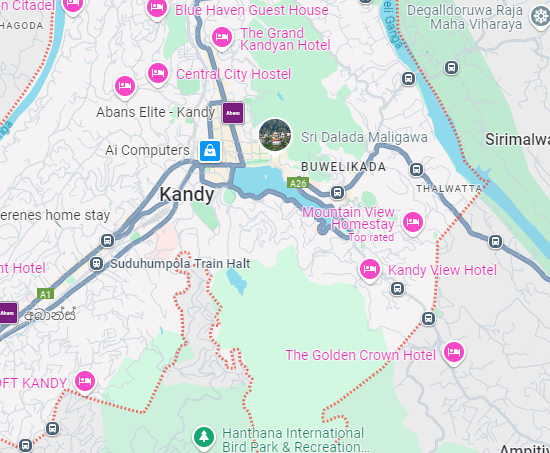 n Citadel
Blue Haven Guest House
Degalldoruwa Raja
Maha Viharaya
HAGODA
The Grand
Kandyan Hotel
Central City Hostel
Abans Elite - Kandy
Abans
Sri Dalada Maligawa
Sirimalwa
Ai Computers
BUWELIKADA
A26
THALWATTA
Kandy
erenes home stay
Mountain View
Homestay
Top rated
nt Hotel
Suduhumpola Train Halt
Kandy View Hotel
A1
Abans
අබාන්ස්
The Golden Crown Hotel
OFT KANDY
Hanthana International
Bird Park & Recreation...
Ampitiy